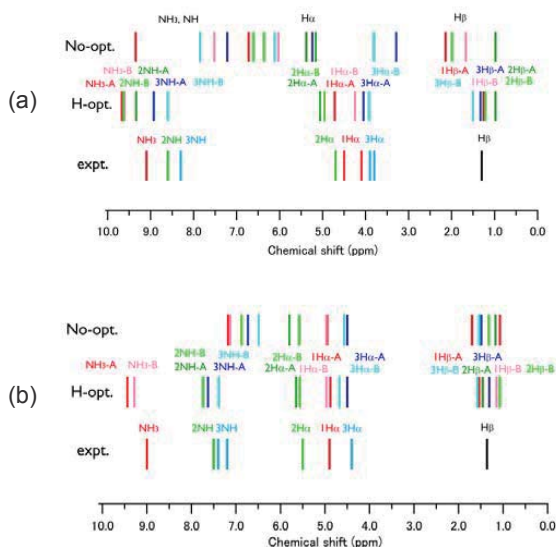 NH₃, NH Hα Hβ
No-opt.
NH₃-B 2NH-A 2Hα-B 1Hα-B 3Hα-B 1Hβ-A 3Hβ-A 2Hβ-A
NH₃-A 2NH-B 3NH-A 3NH-B 2Hα-A 1Hα-A 3Hα-A 3Hβ-B 1Hβ-B 2Hβ-B
(a)
H-opt.
NH₃ 2NH 3NH 2Hα 1Hα 3Hα Hβ
expt.
10.0 9.0 8.0 7.0 6.0 5.0 4.0 3.0 2.0 1.0 0.0
Chemical shift (ppm)
No-opt.
2NH-B 3NH-B 2Hα-B 1Hα-A 3Hα-A 1Hβ-A 3Hβ-A
NH₃-A NH₃-B 2NH-A 3NH-A 2Hα-A 1Hα-B 3Hα-B 3Hβ-B 2Hβ-A 1Hβ-B 2Hβ-B
(b)
H-opt.
NH₃ 2NH 3NH 2Hα 1Hα 3Hα Hβ
expt.
10.0 9.0 8.0 7.0 6.0 5.0 4.0 3.0 2.0 1.0 0.0
Chemical shift (ppm)